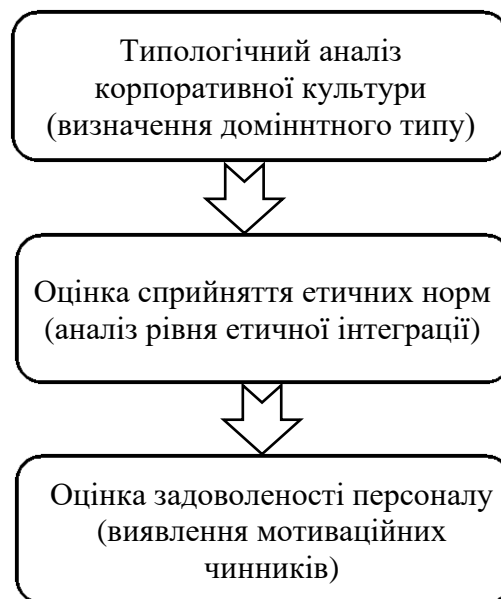 Типологічний аналіз
корпоративної культури
(визначення доміннтного типу)
Оцінка сприйняття етичних норм
(аналіз рівня етичної інтеграції)
Оцінка задоволеності персоналу
(виявлення мотиваційних
чинників)